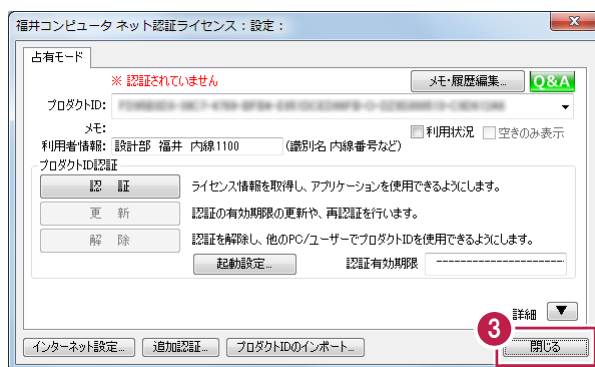 福井コンピュータ ネット認証ライセンス：設定：
占有モード
※ 認証されていません
メモ・履歴編集...
Q&A
プロダクトID:
メモ:
利用状況
空きのみ表示
利用者情報:
設計部 福井 内線1100
(識別名 内線番号など)
プロダクトID認証
認 証
ライセンス情報を取得し、アプリケーションを使用できるようにします。
更 新
認証の有効期限の更新や、再認証を行います。
解 除
認証を解除し、他のPC/ユーザーでプロダクトIDを使用できるようにします。
起動設定...
認証有効期限
-----------------------
詳細
3
インターネット設定...
追加認証...
プロダクトIDのインポート...
閉じる